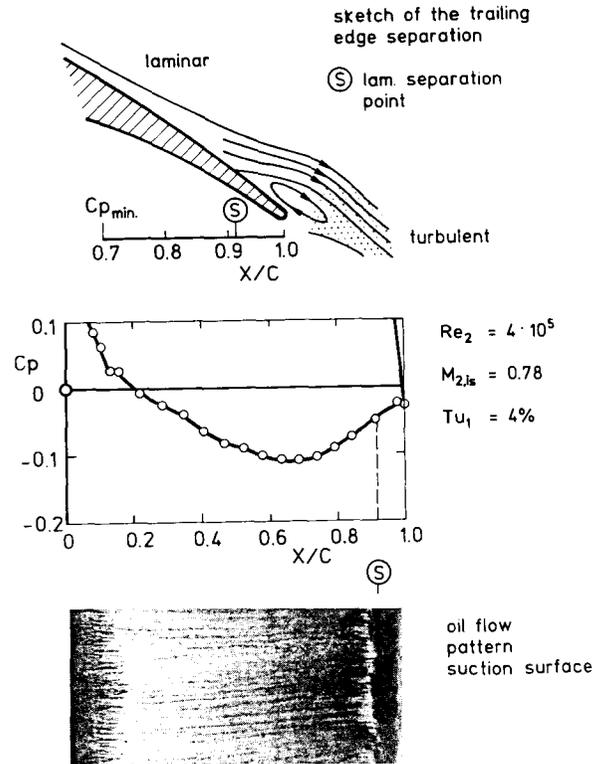 sketch of the trailing
edge separation
laminar
Ⓢ lam. separation
point
Cp min.
Ⓢ
0.7 0.8 0.9 1.0
X/C
turbulent
0.1
Cp
0
-0.1
-0.2
0 0.2 0.4 0.6 0.8 1.0
X/C
Re₂ = 4·10⁵
M₂,is = 0.78
Tu₁ = 4%
Ⓢ
oil flow
pattern
suction surface